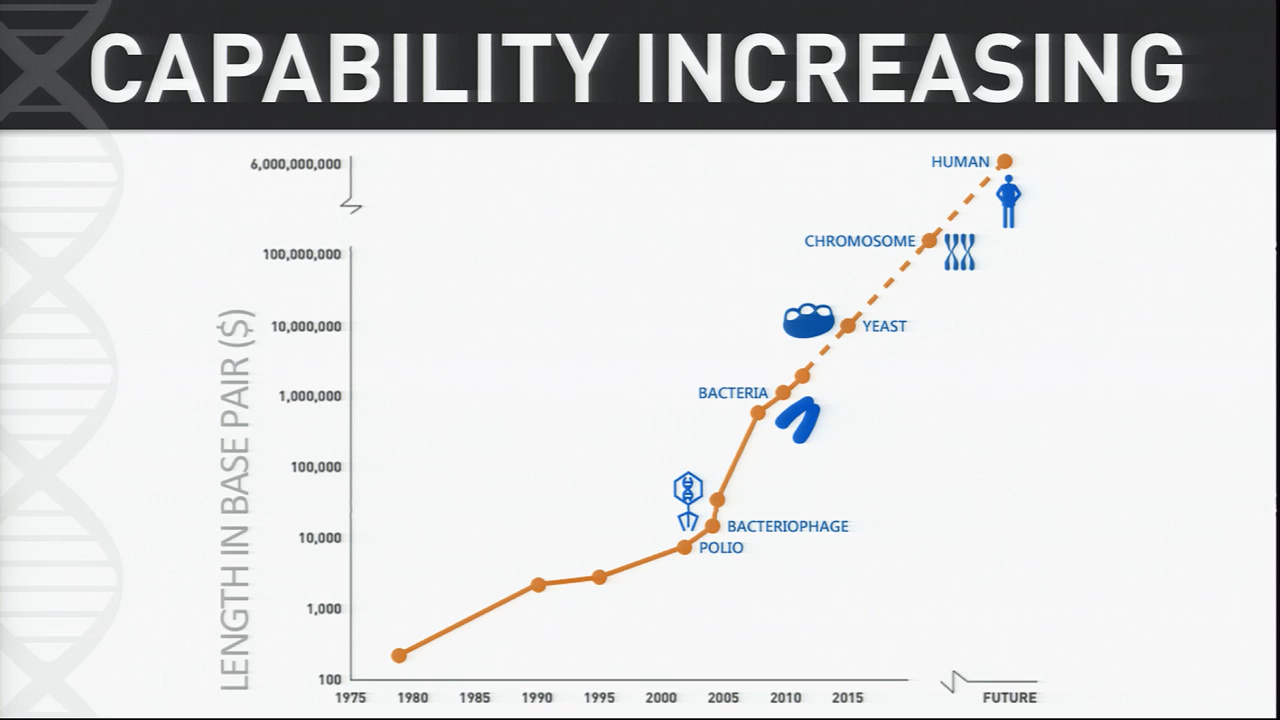 CAPABILITY INCREASING
6,000,000,000
HUMAN
CHROMOSOME
100,000,000
10,000,000
YEAST
1,000,000
BACTERIA
100,000
BACTERIOPHAGE
10,000
POLIO
1,000
100
LENGTH IN BASE PAIR ($)
1975 1980 1985 1990 1995 2000 2005 2010 2015 FUTURE